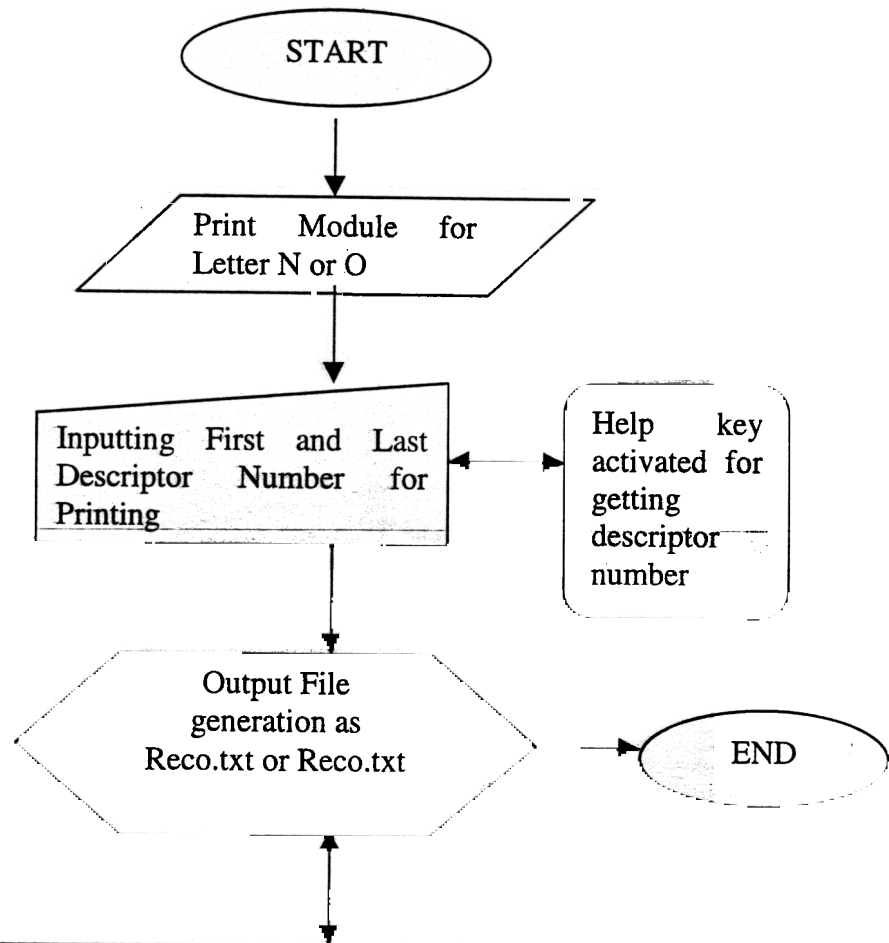 START
Print Module for
Letter N or O
Inputting First and Last
Descriptor Number for
Printing
Help key
activated for
getting
descriptor
number
Output File
generation as
Reco.txt or Reco.txt
END